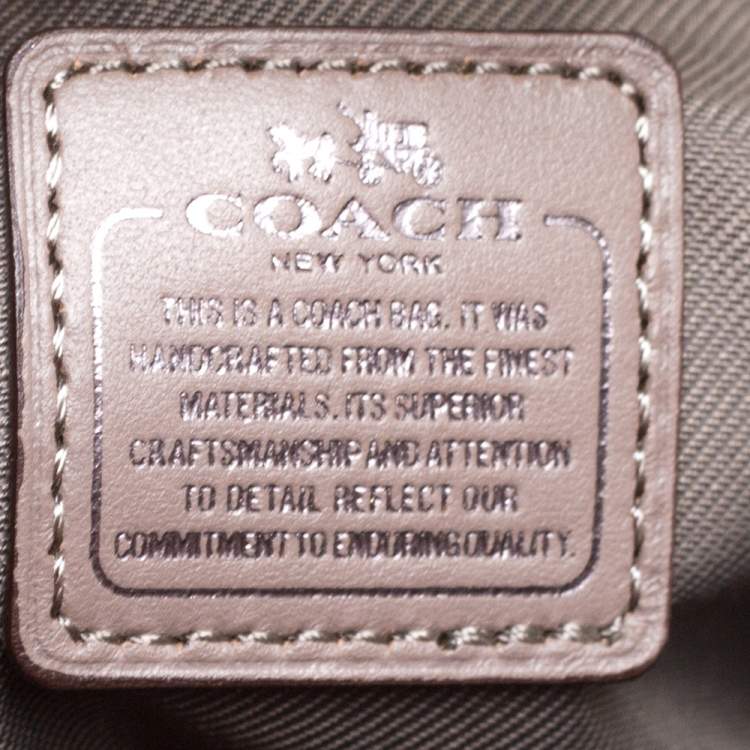 COACH
NEW YORK
THIS IS A COACH BAG. IT WAS
HANDCRAFTED FROM THE FINEST
MATERIALS. ITS SUPERIOR
CRAFTSMANSHIP AND ATTENTION
TO DETAIL REFLECT OUR
COMMITMENT TO ENDURING QUALITY.